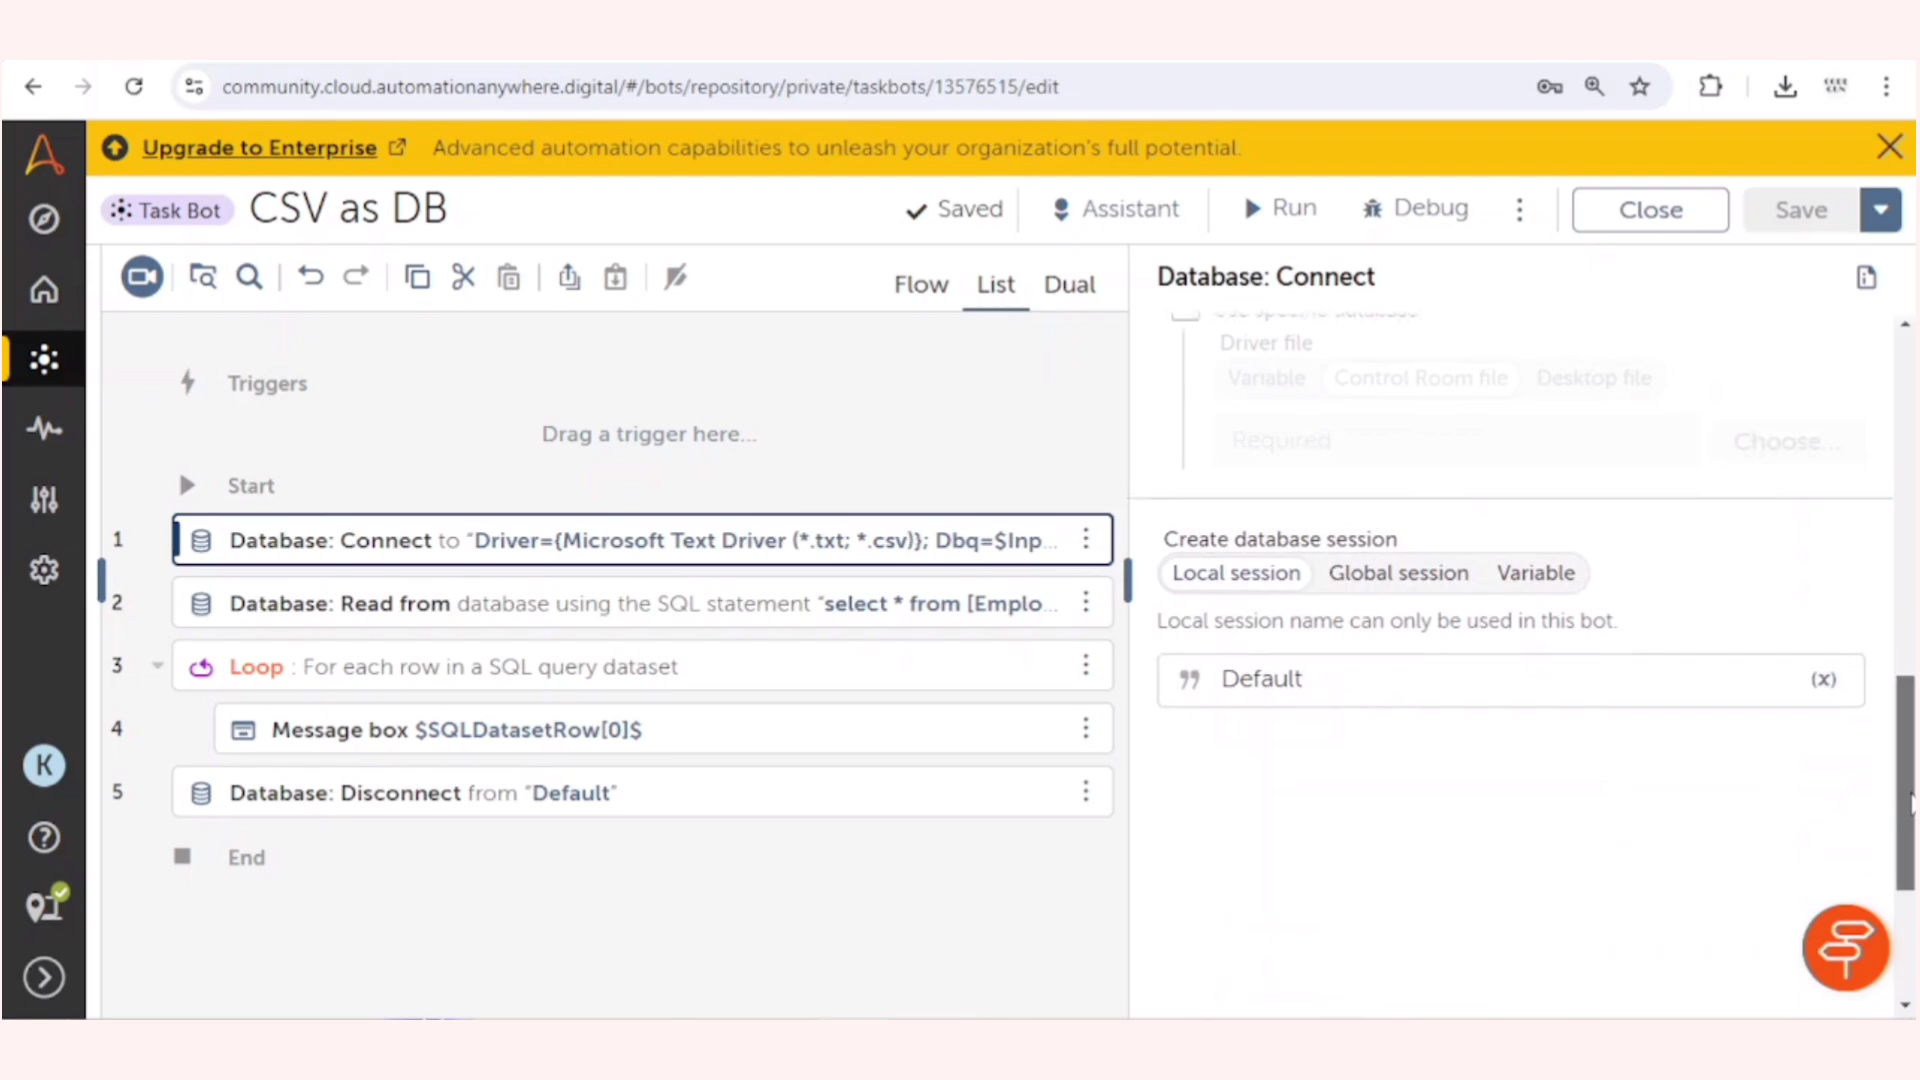 community.cloud.automationanywhere.digital/#/bots/repository/private/taskbots/13576515/edit
Upgrade to Enterprise Advanced automation capabilities to unleash your organization's full potential.
Task Bot CSV as DB Saved Assistant Run Debug Close Save
Flow List Dual
Database: Connect
Driver file
Variable Control Room file Desktop file
Required Choose...
Triggers
Drag a trigger here...
Start
1 Database: Connect to “Driver={Microsoft Text Driver (*.txt; *.csv)}; Dbq=$Inp...
2 Database: Read from database using the SQL statement “select * from [Emplo...
3 Loop : For each row in a SQL query dataset
4 Message box $SQLDatasetRow[0]$
5 Database: Disconnect from “Default”
End
Create database session
Local session Global session Variable
Local session name can only be used in this bot.
Default (x)
K